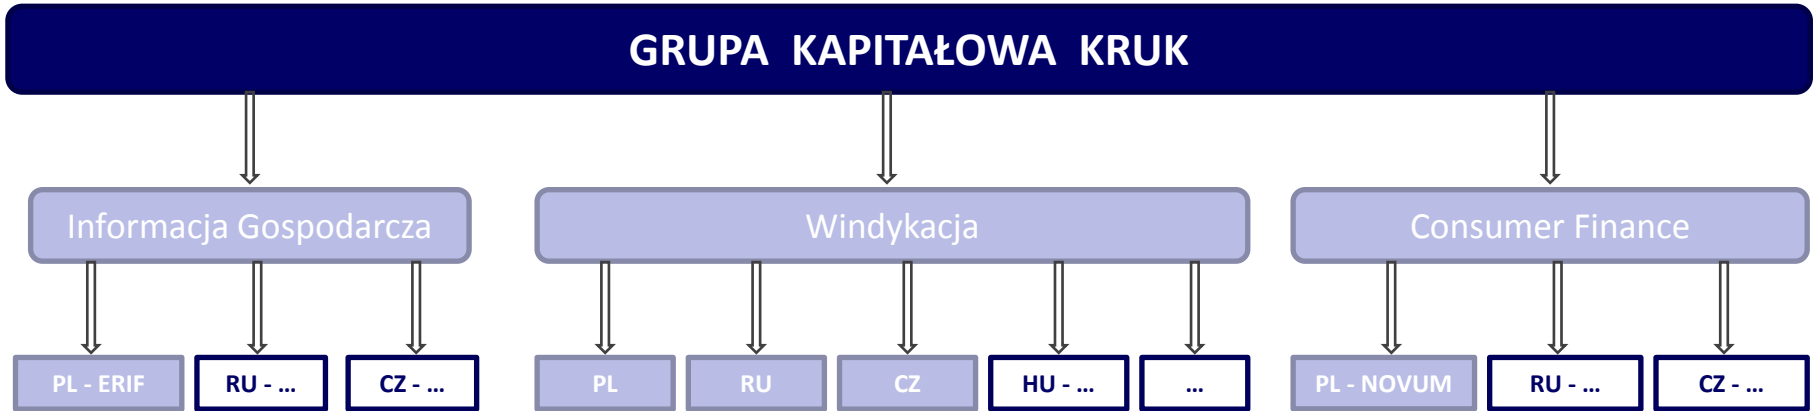 GRUPA KAPITAŁOWA KRUK
Informacja Gospodarcza
Windykacja
Consumer Finance
PL - ERIF
RU - ...
CZ - ...
PL
RU
CZ
HU - ...
...
PL - NOVUM
RU - ...
CZ - ...